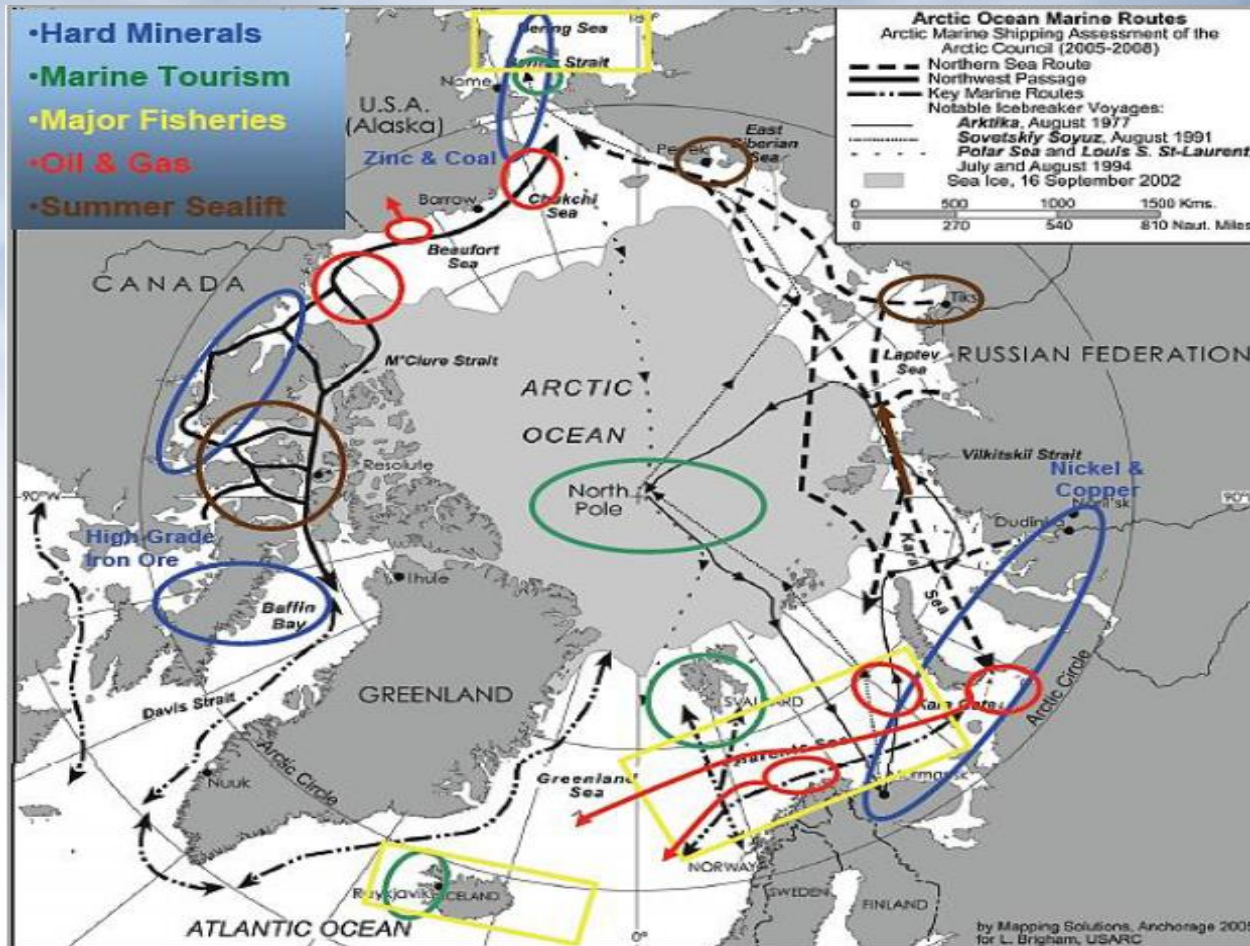 •Hard Minerals
•Marine Tourism
•Major Fisheries
•Oil & Gas
•Summer Sealift
Arctic Ocean Marine Routes
Arctic Marine Shipping Assessment of the
Arctic Council (2005-2008)
Northern Sea Route
Northwest Passage
Key Marine Routes
Notable Icebreaker Voyages:
Arktika, August 1977
Sovetskiy Soyuz, August 1991
Polar Sea and Louis S. St-Laurent
July and August 1994
Sea Ice, 16 September 2002
0 500 1000 1500 Kms.
0 270 540 810 Naut. Miles
Bering Sea
Strait
Nome
U.S.A.
(Alaska)
Zinc & Coal
East
Siberian
Sea
Barrow
Chukchi
Sea
Beaufort
Sea
CANADA
M'Clure Strait
Tiks
Laptev
Sea
RUSSIAN FEDERATION
ARCTIC
OCEAN
Resolute
Vilkitskii Strait
Nickel &
Copper
North
Pole
90°W
90°
Dudinka
High Grade
Iron Ore
Kara
Sea
Thule
Baffin
Bay
GREENLAND
Davis Strait
Arctic Circle
Arctic Circle
Nuuk
Greenland
Sea
NORWAY
SWEDEN
FINLAND
Reykjavik
ICELAND
ATLANTIC OCEAN
0°
by Mapping Solutions, Anchorage
for L. Brigham, USARC